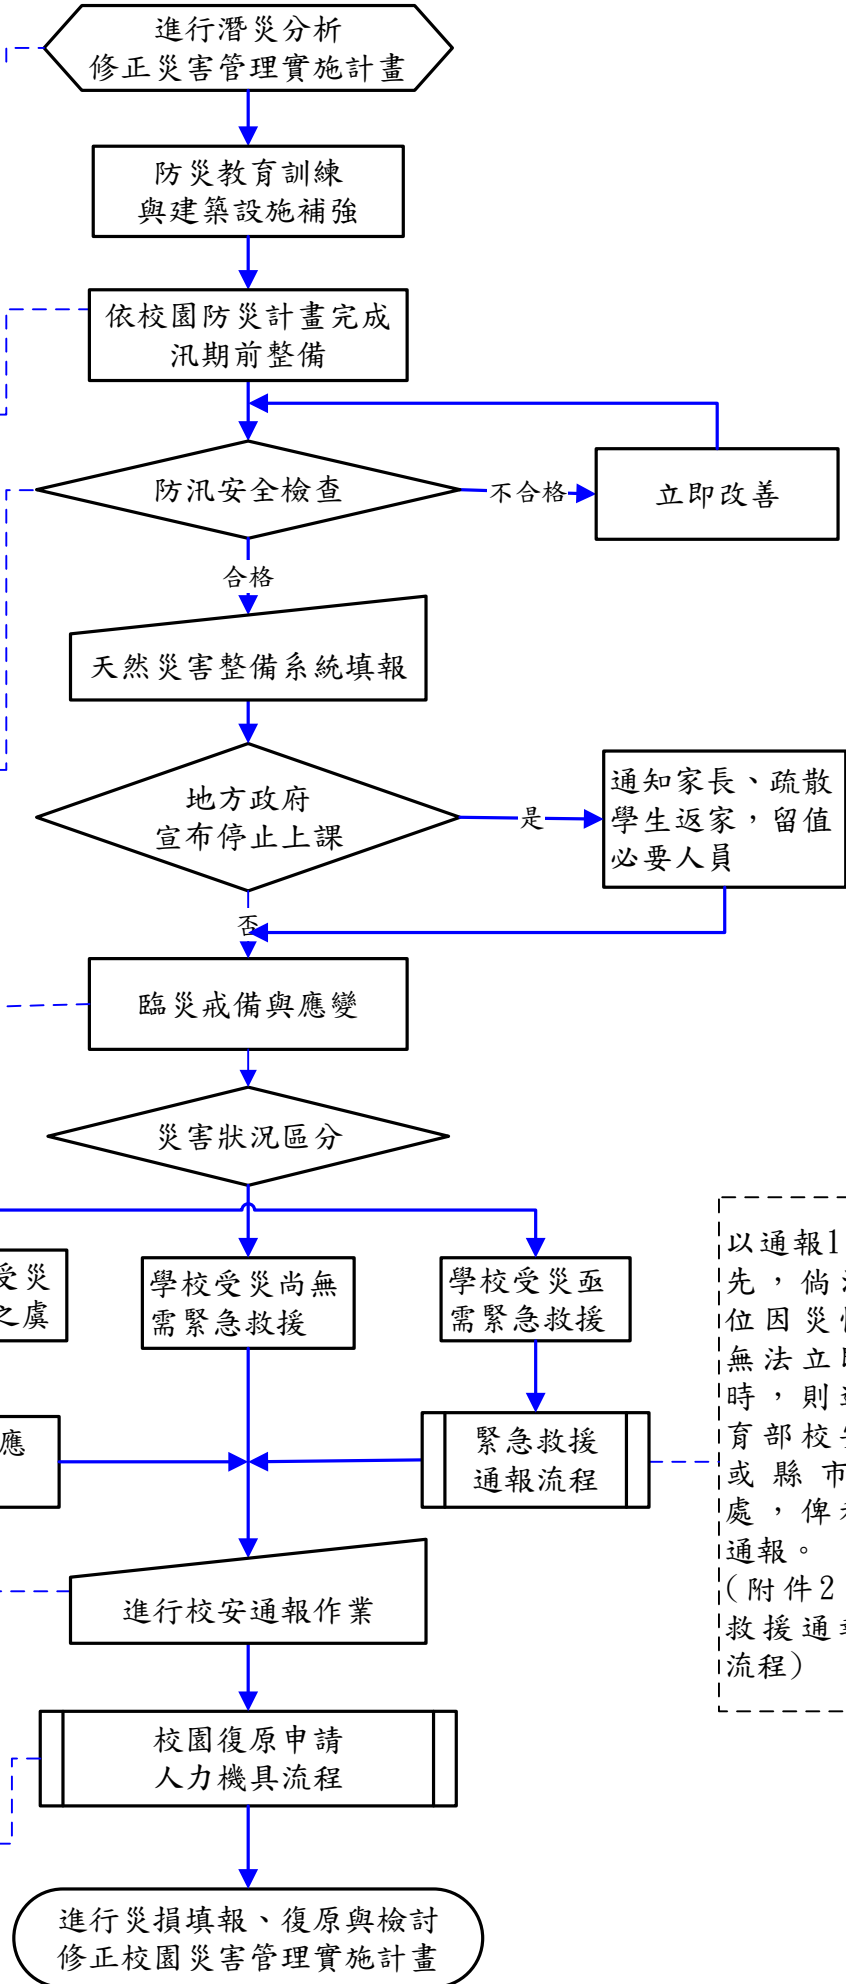 進行潛災分析
修正災害管理實施計畫
防災教育訓練
與建築設施補強
依校園防災計畫完成
汛期前整備
防汛安全檢查
不合格
立即改善
合格
天然災害整備系統填報
地方政府
宣布停止上課
是
通知家長、疏散
學生返家，留值
必要人員
否
臨災戒備與應變
災害狀況區分
受災
之虞
學校受災尚無
需緊急救援
學校受災亟
需緊急救援
應
緊急救援
通報流程
以通報1
先，倘
位因災
無法立
時，則
育部校
或縣市
處，俾
通報。
(附件2
救援通
流程)
進行校安通報作業
校園復原申請
人力機具流程
進行災損填報、復原與檢討
修正校園災害管理實施計畫